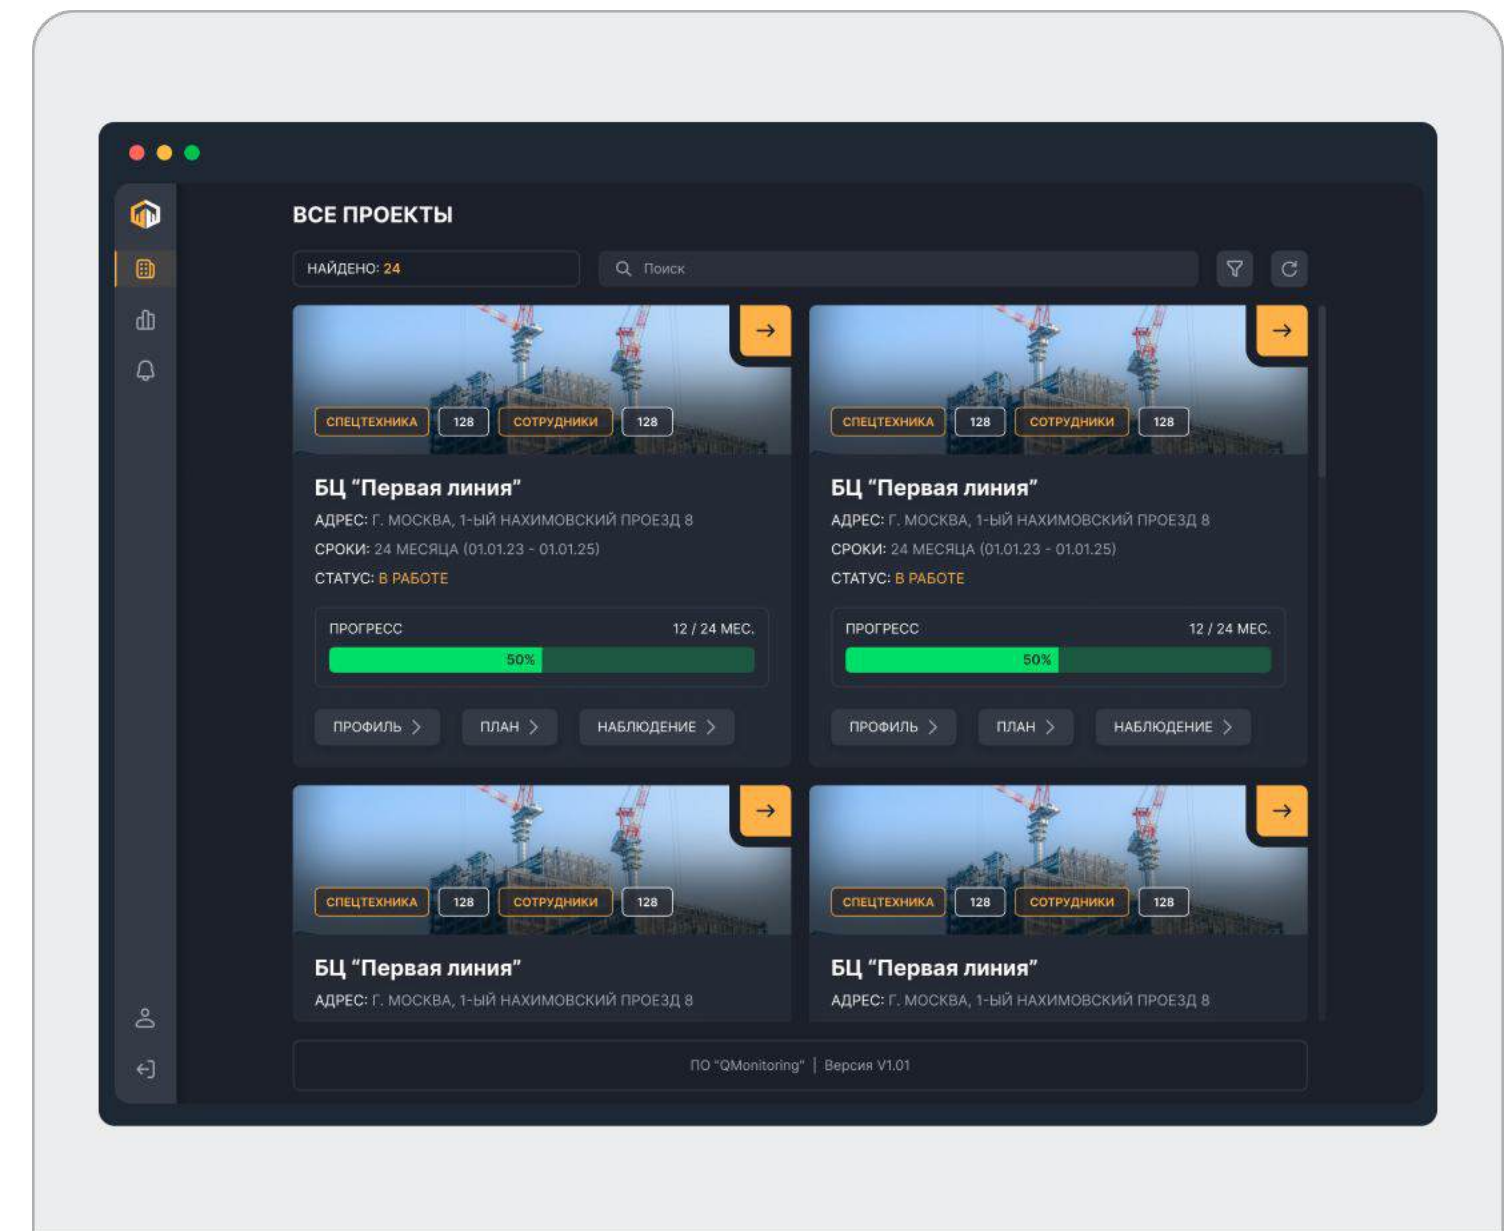 ВСЕ ПРОЕКТЫ
НАЙДЕНО: 24
Поиск
СПЕЦТЕХНИКА 128 СОТРУДНИКИ 128
БЦ “Первая линия”
АДРЕС: Г. МОСКВА, 1-ЫЙ НАХИМОВСКИЙ ПРОЕЗД 8
СРОКИ: 24 МЕСЯЦА (01.01.23 - 01.01.25)
СТАТУС: В РАБОТЕ
ПРОГРЕСС 12 / 24 МЕС.
50%
ПРОФИЛЬ ПЛАН НАБЛЮДЕНИЕ
СПЕЦТЕХНИКА 128 СОТРУДНИКИ 128
БЦ “Первая линия”
АДРЕС: Г. МОСКВА, 1-ЫЙ НАХИМОВСКИЙ ПРОЕЗД 8
СРОКИ: 24 МЕСЯЦА (01.01.23 - 01.01.25)
СТАТУС: В РАБОТЕ
ПРОГРЕСС 12 / 24 МЕС.
50%
ПРОФИЛЬ ПЛАН НАБЛЮДЕНИЕ
СПЕЦТЕХНИКА 128 СОТРУДНИКИ 128
БЦ “Первая линия”
АДРЕС: Г. МОСКВА, 1-ЫЙ НАХИМОВСКИЙ ПРОЕЗД 8
СПЕЦТЕХНИКА 128 СОТРУДНИКИ 128
БЦ “Первая линия”
АДРЕС: Г. МОСКВА, 1-ЫЙ НАХИМОВСКИЙ ПРОЕЗД 8
ПО "QMonitoring" | Версия V1.01